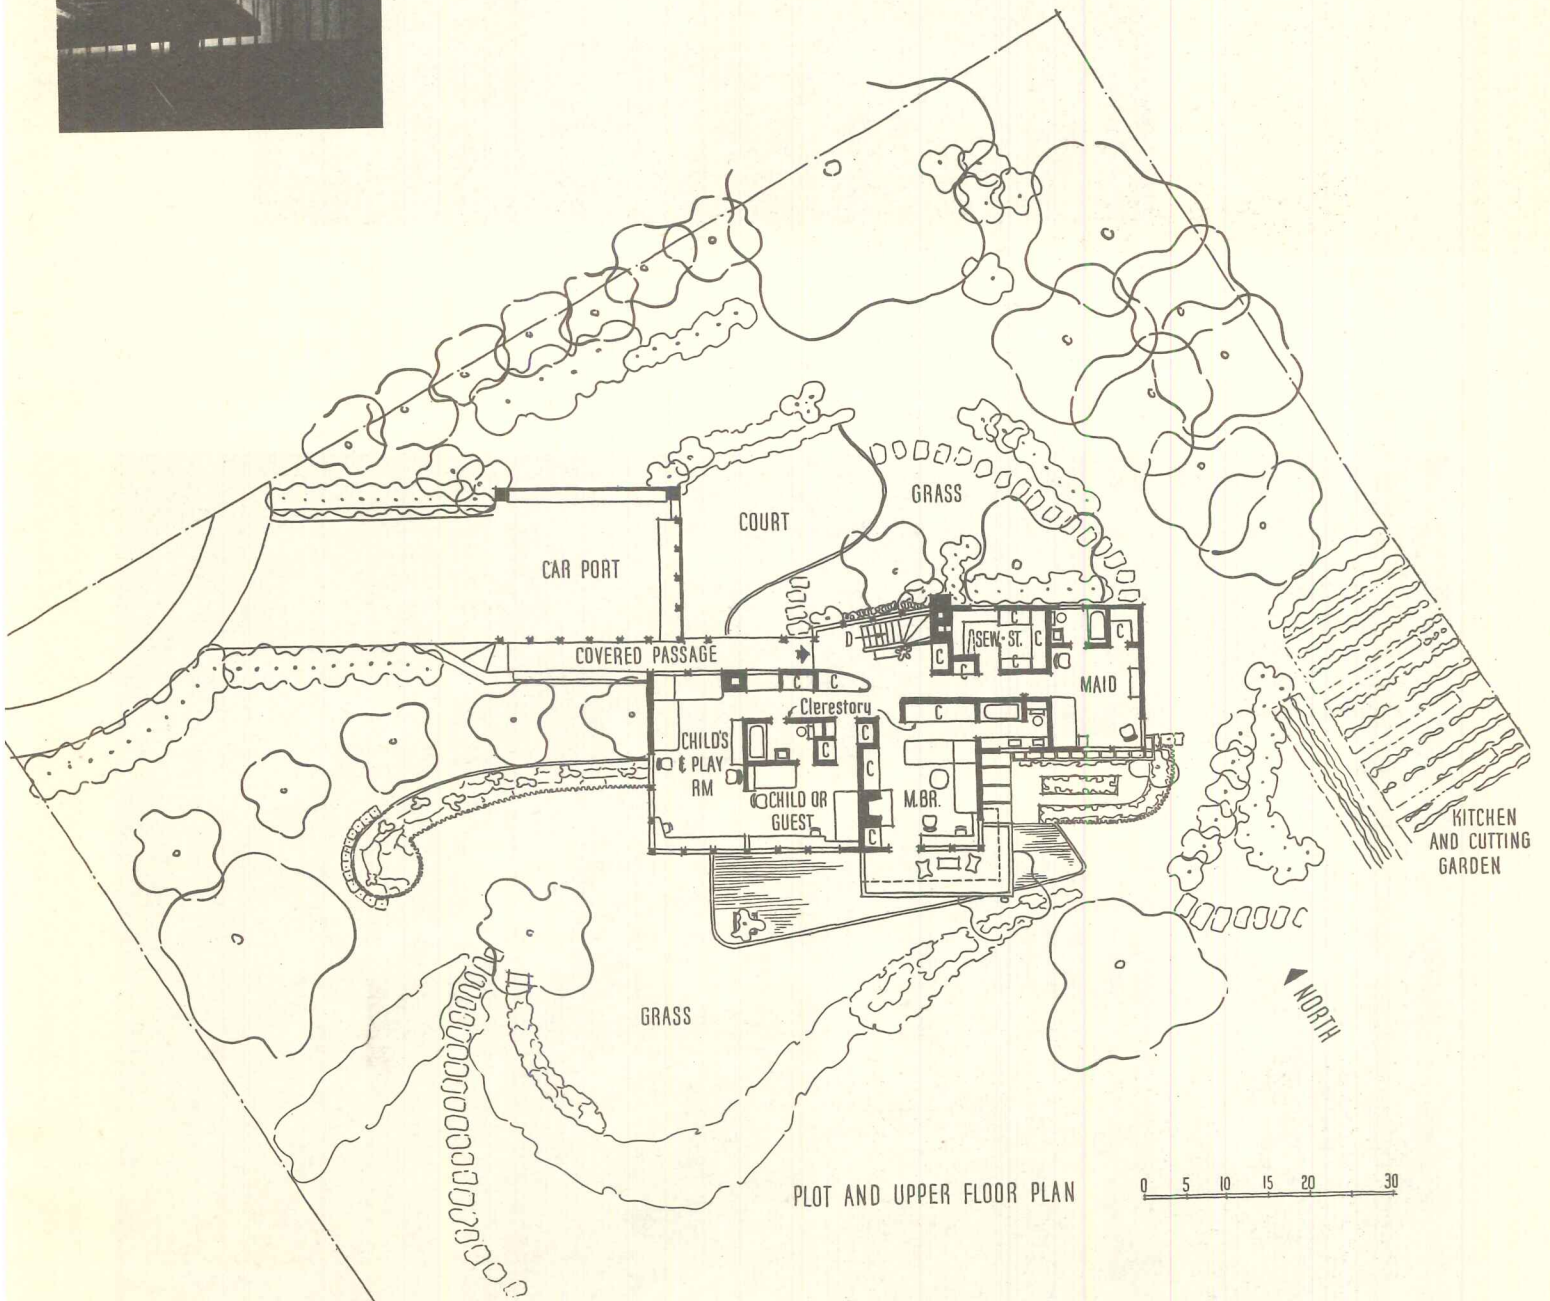 GRASS
COURT
CAR PORT
D
SEW. ST.
C
C
C
C
C
C
COVERED PASSAGE
C
C
MAID
Clerestory
C
C
CHILD'S
& PLAY
RM
C
C
CHILD OR
GUEST
M.BR.
C
KITCHEN
AND CUTTING
GARDEN
NORTH
GRASS
PLOT AND UPPER FLOOR PLAN
0 5 10 15 20 30